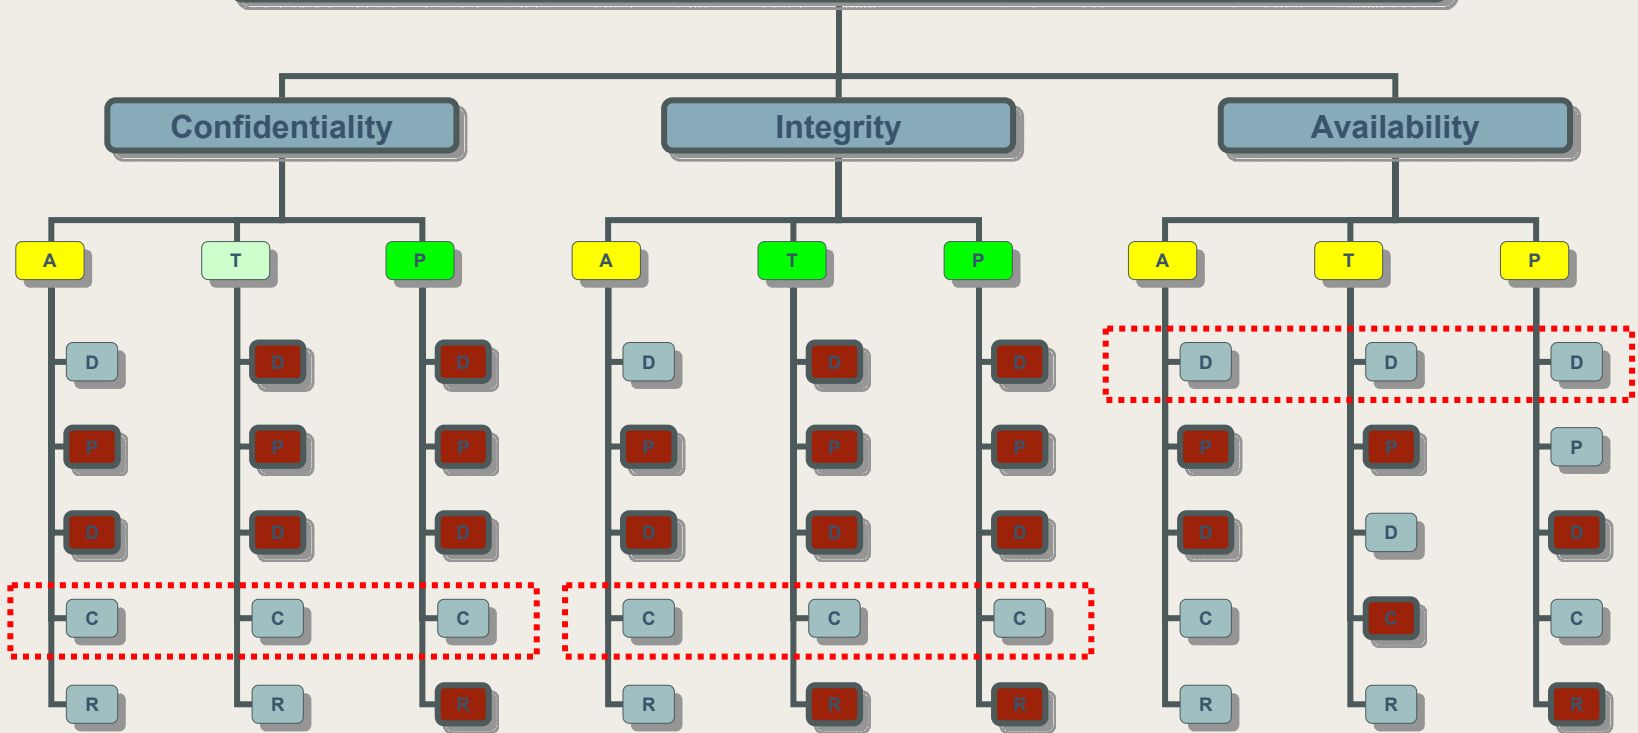 Confidentiality Integrity Availability
A T P A T P A T P
D D D D D D D D D
P P P P P P P P P
D D D D D D D D D
C C C C C C C C C
R R R R R R R R R